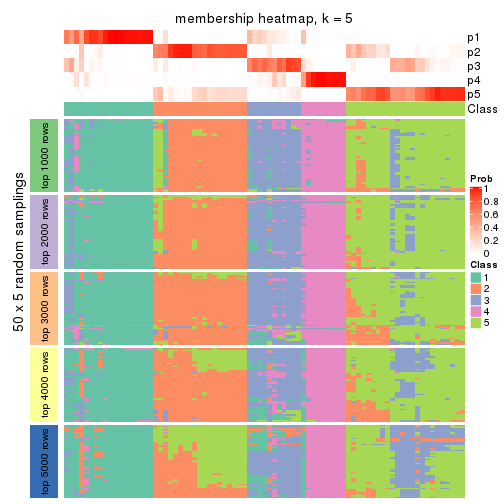 membership heatmap, k = 5
p1
p2
p3
p4
p5
Class
50 x 5 random samplings
top 1000 rows
top 2000 rows
top 3000 rows
top 4000 rows
top 5000 rows
Prob
1
0.8
0.6
0.4
0.2
0
Class
1
2
3
4
5